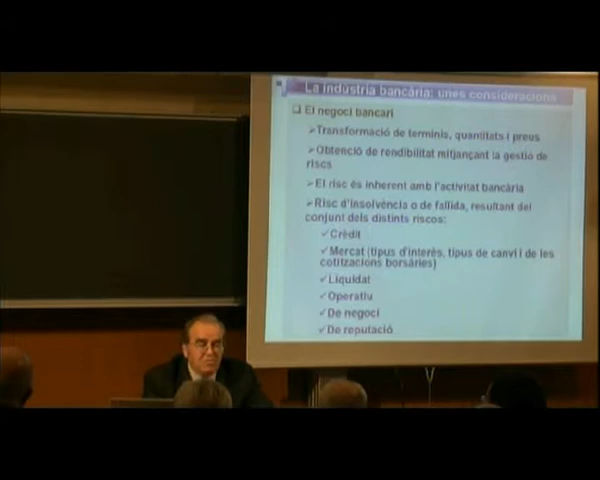 La indústria bancària: unes consideracions
❑ El negoci bancari
➢Transformació de terminis, quantitats i preus
➢Obtenció de rendibilitat mitjançant la gestió de
riscs
➢El risc és inherent amb l'activitat bancària
➢Risc d'insolvència o de fallida, resultant del
conjunt dels distints riscos:
✓Crèdit
✓Mercat (tipus d'interès, tipus de canvi i de les
cotitzacions borsàries)
✓Liquidat
✓Operatiu
✓De negoci
✓De reputació